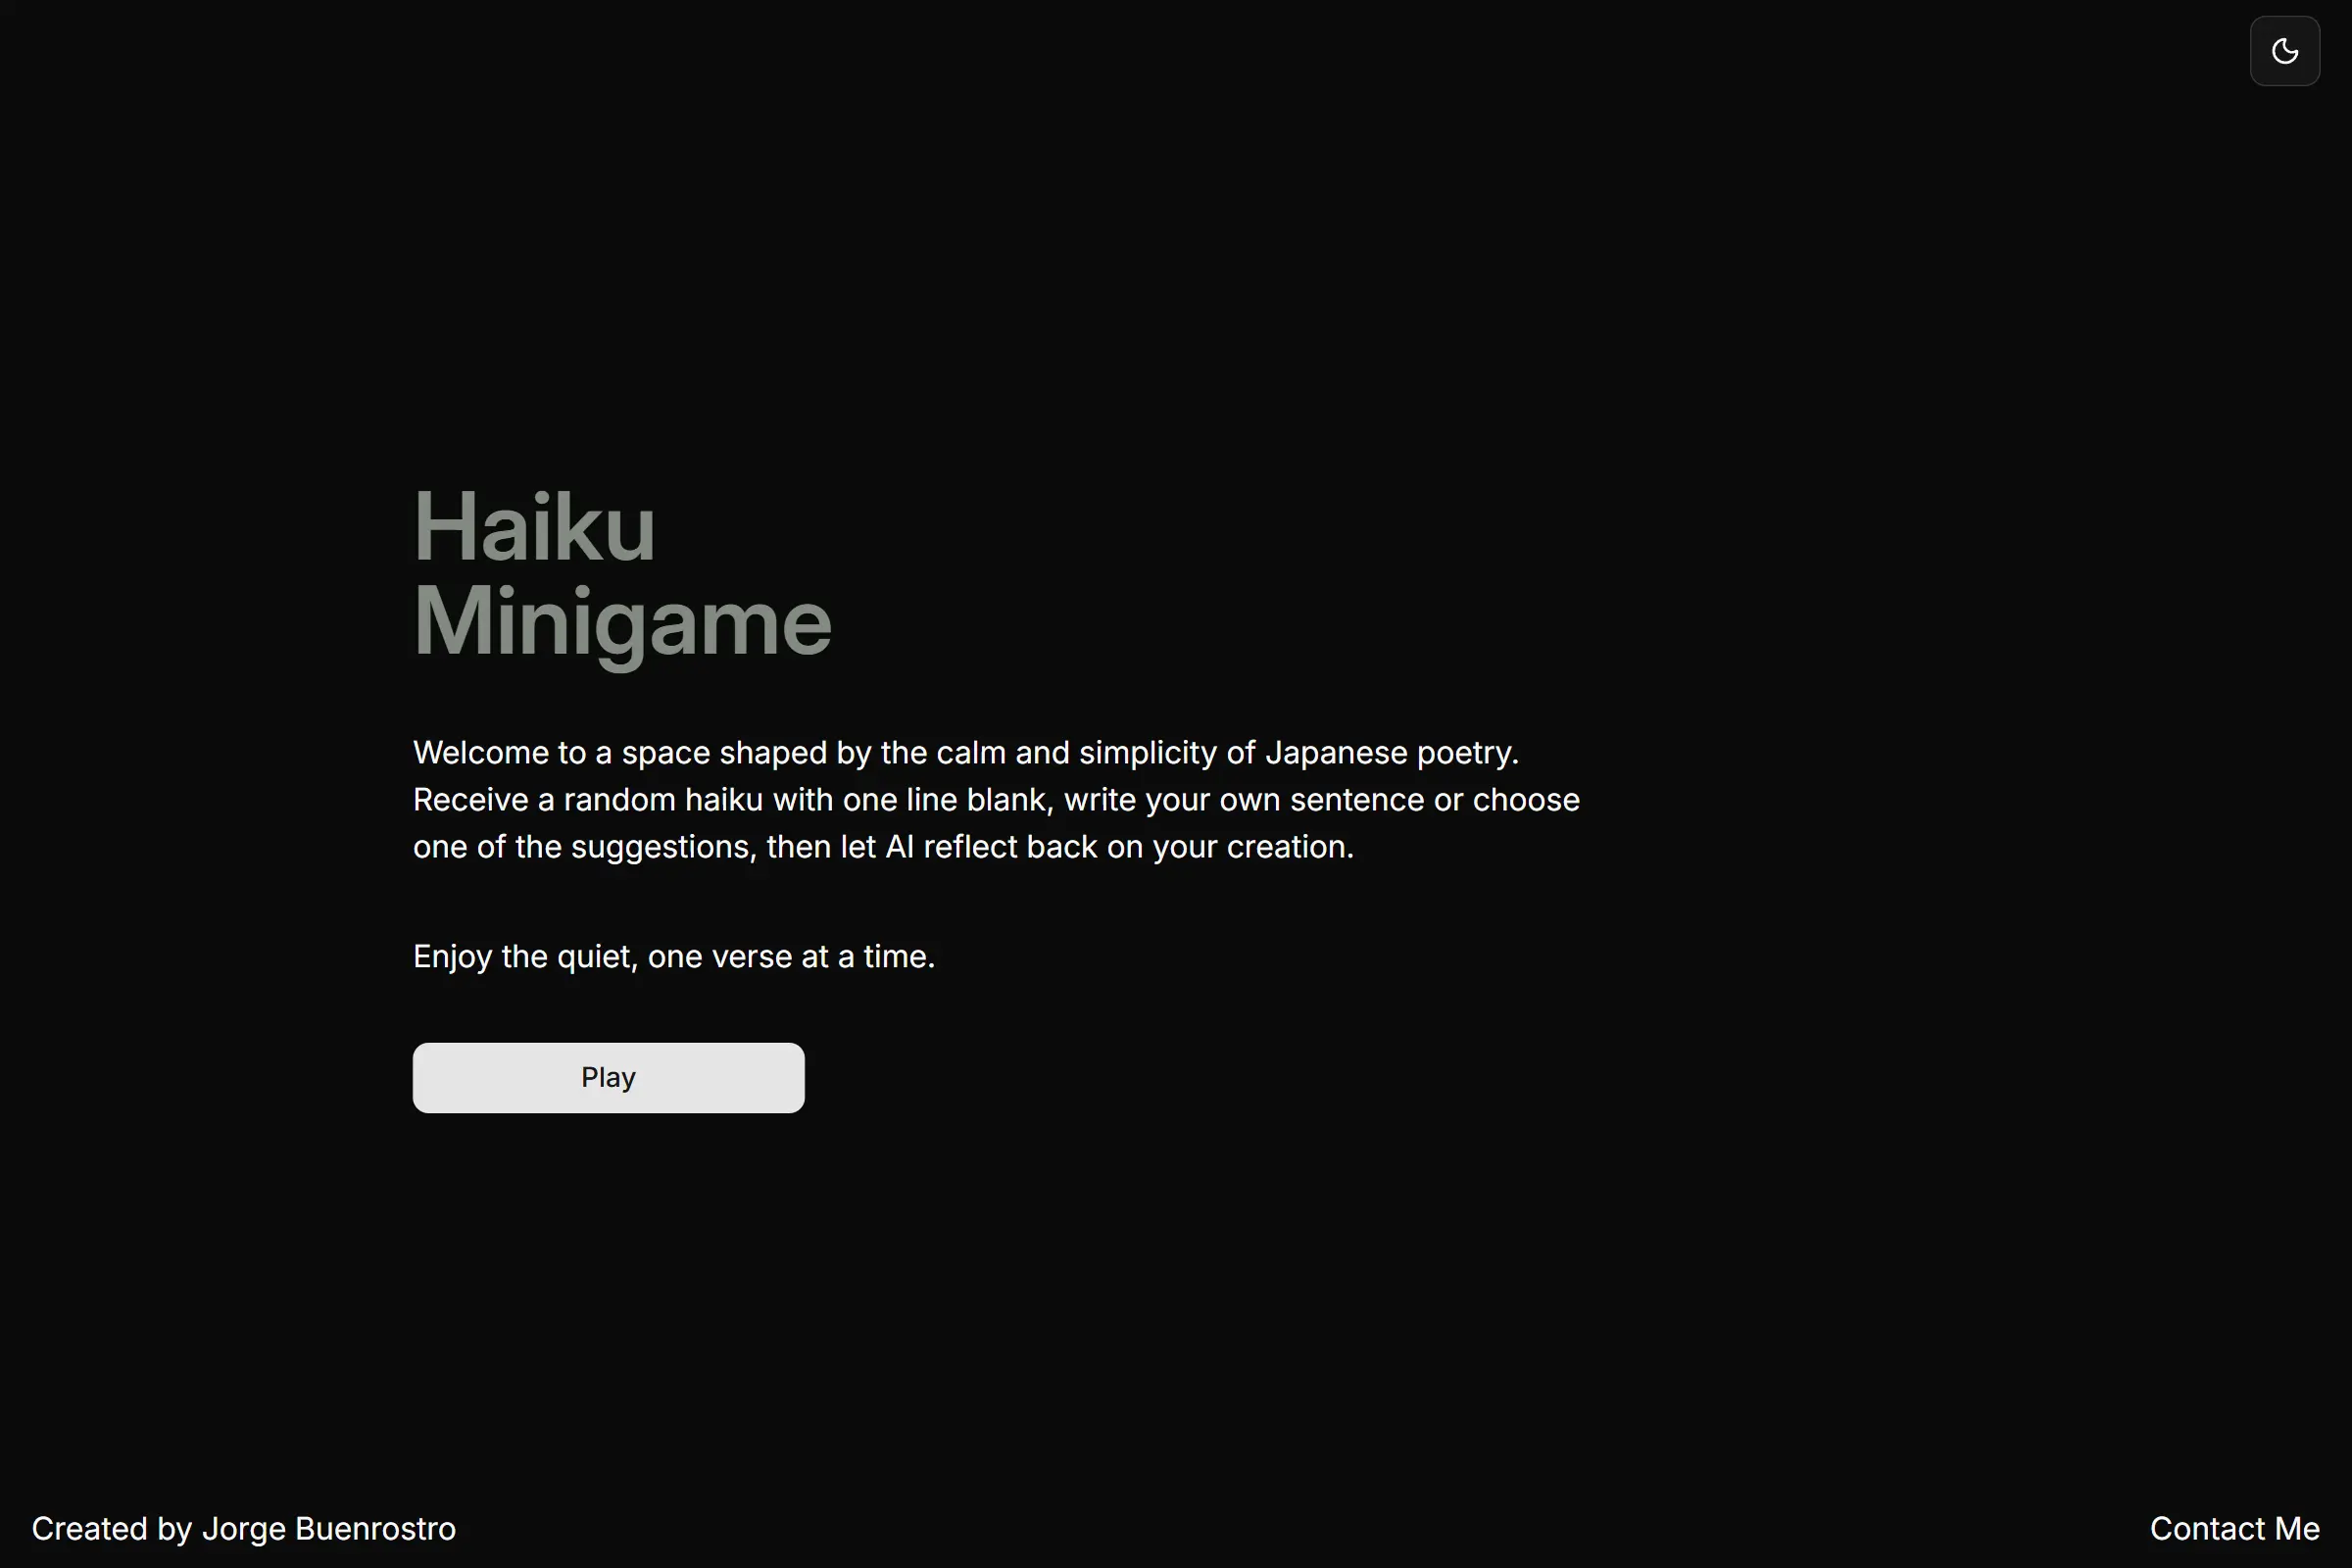 Haiku
Minigame
Welcome to a space shaped by the calm and simplicity of Japanese poetry.
Receive a random haiku with one line blank, write your own sentence or choose
one of the suggestions, then let AI reflect back on your creation.
Enjoy the quiet, one verse at a time.
Play
Created by Jorge Buenrostro
Contact Me